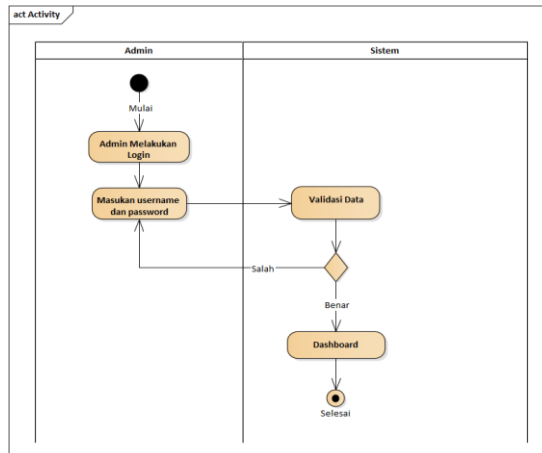 act Activity
Admin
Sistem
Mulai
Admin Melakukan
Login
Masukan username
dan password
Validasi Data
Salah
Benar
Dashboard
Selesai